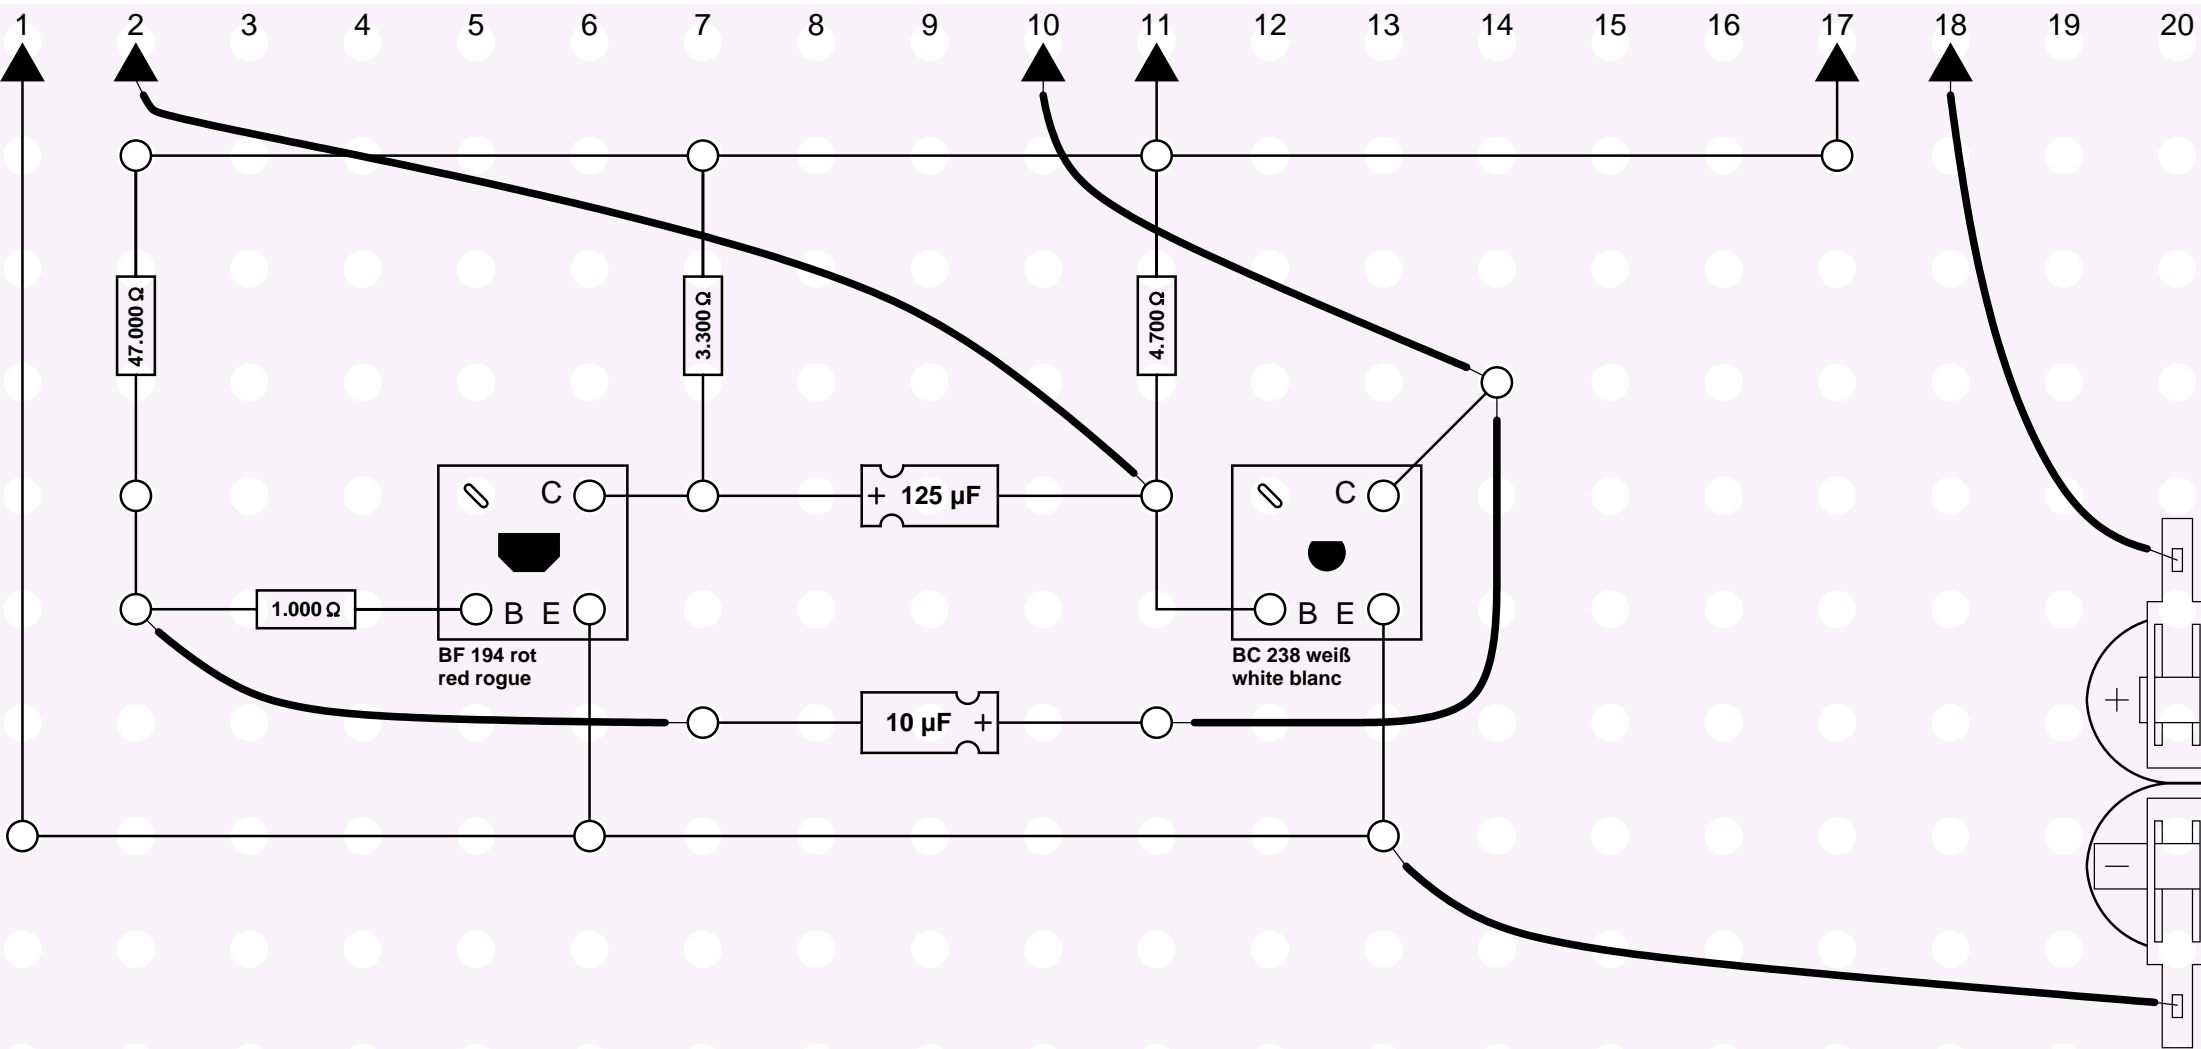 1 2 3 4 5 6 7 8 9 10 11 12 13 14 15 16 17 18 19 20
47.000 Ω
3.300 Ω
4.700 Ω
C
+ 125 µF
C
1.000 Ω
B E
B E
BF 194 rot
red rogue
BC 238 weiß
white blanc
10 µF +
+
−